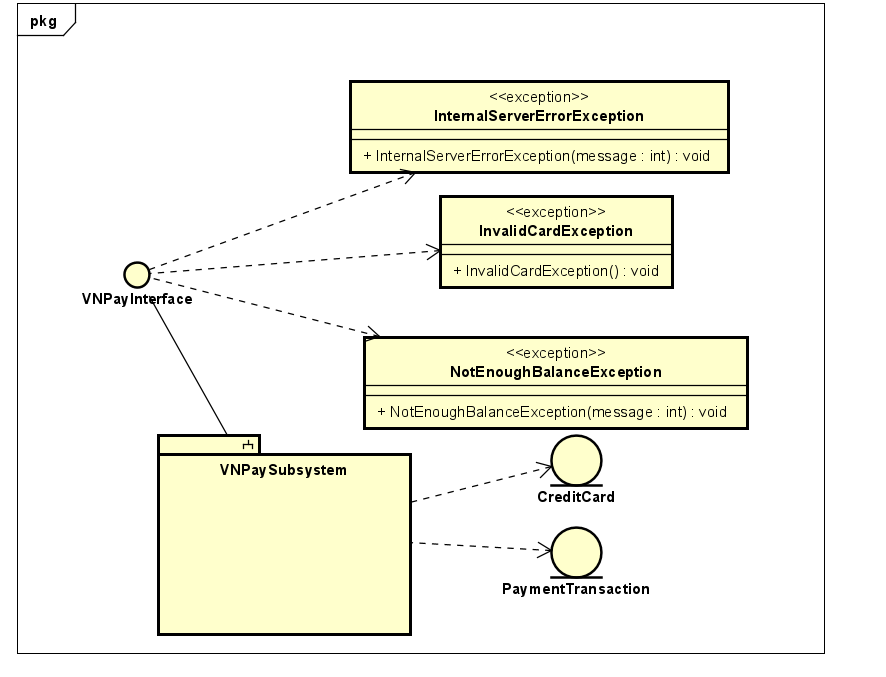 pkg
<<exception>>
InternalServerErrorException
+ InternalServerErrorException(message : int) : void
<<exception>>
InvalidCardException
+ InvalidCardException() : void
VNPayInterface
<<exception>>
NotEnoughBalanceException
+ NotEnoughBalanceException(message : int) : void
VNPaySubsystem
CreditCard
PaymentTransaction